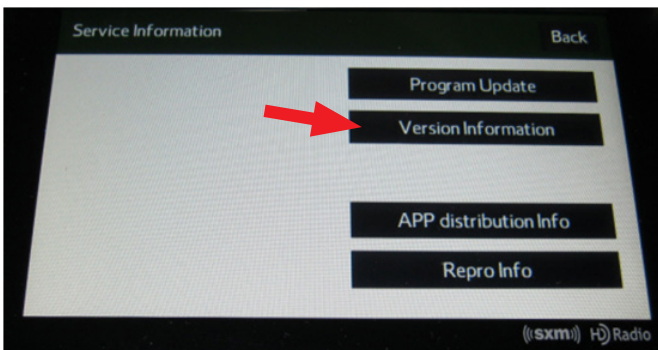 Service Information
Back
Program Update
Version Information
APP distribution Info
Repro Info
((sxm)) HD Radio